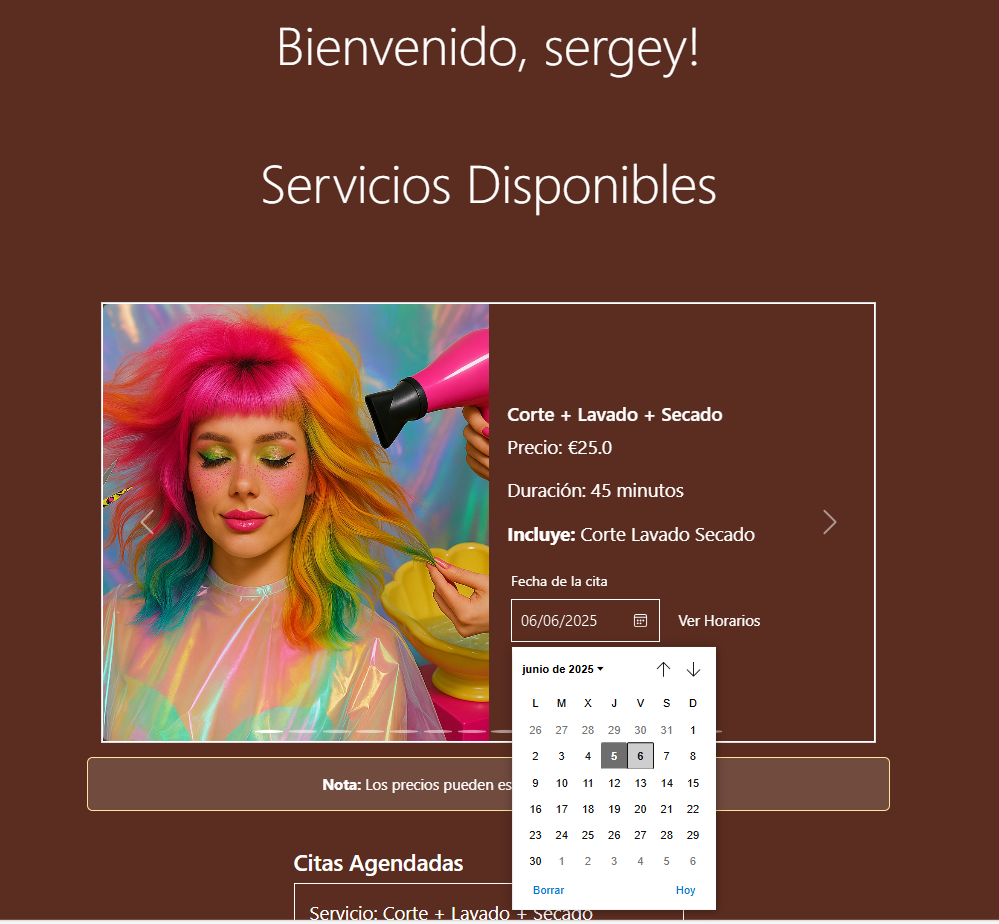 Bienvenido, sergey!
Servicios Disponibles
Corte + Lavado + Secado
Precio: €25.0
Duración: 45 minutos
Incluye: Corte Lavado Secado
Fecha de la cita
06/06/2025
Ver Horarios
junio de 2025
L M X J V S D
26 27 28 29 30 31 1
2 3 4 5 6 7 8
9 10 11 12 13 14 15
16 17 18 19 20 21 22
23 24 25 26 27 28 29
30 1 2 3 4 5 6
Borrar Hoy
Nota: Los precios pueden es
Citas Agendadas
Servicio: Corte + Lavado + Secado